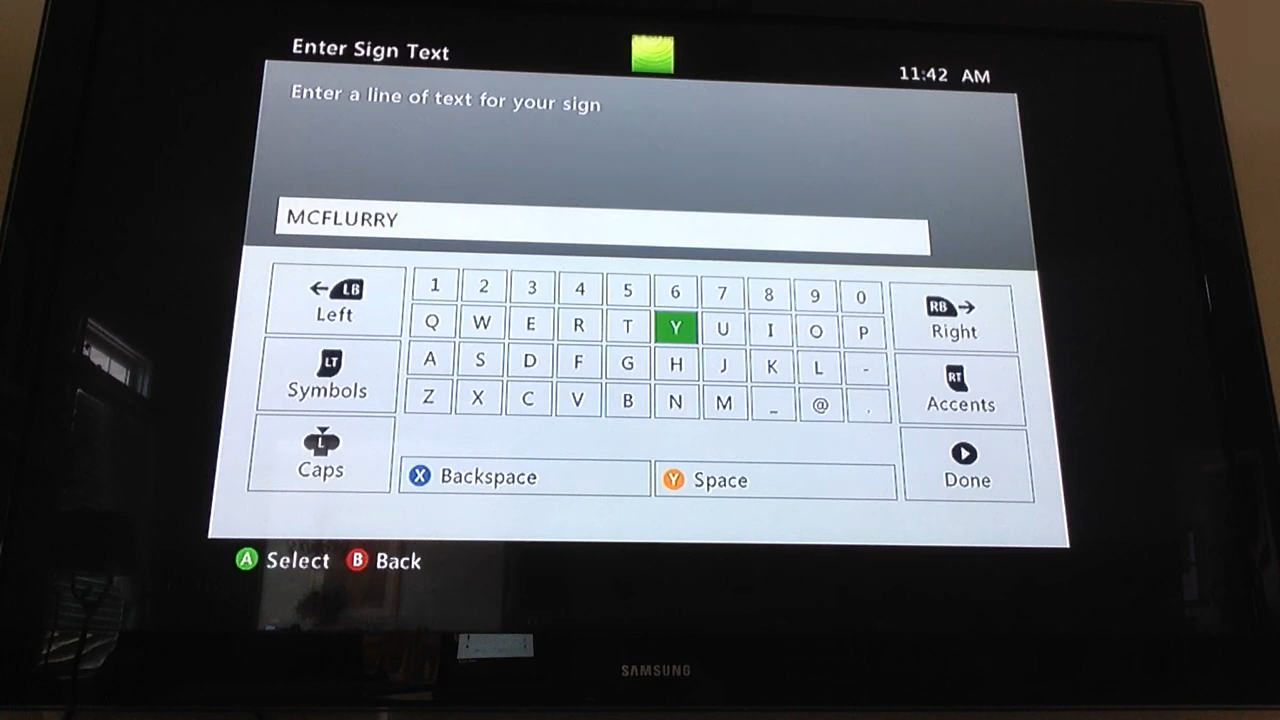 Enter Sign Text
11:42 AM
Enter a line of text for your sign
MCFLURRY
LB
Left
1 2 3 4 5 6 7 8 9 0
RB
Right
Q W E R T Y U I O P
LT
Symbols
A S D F G H J K L -
RT
Accents
Z X C V B N M _ @ .
L
Caps
X Backspace
Y Space
Done
A Select B Back
SAMSUNG